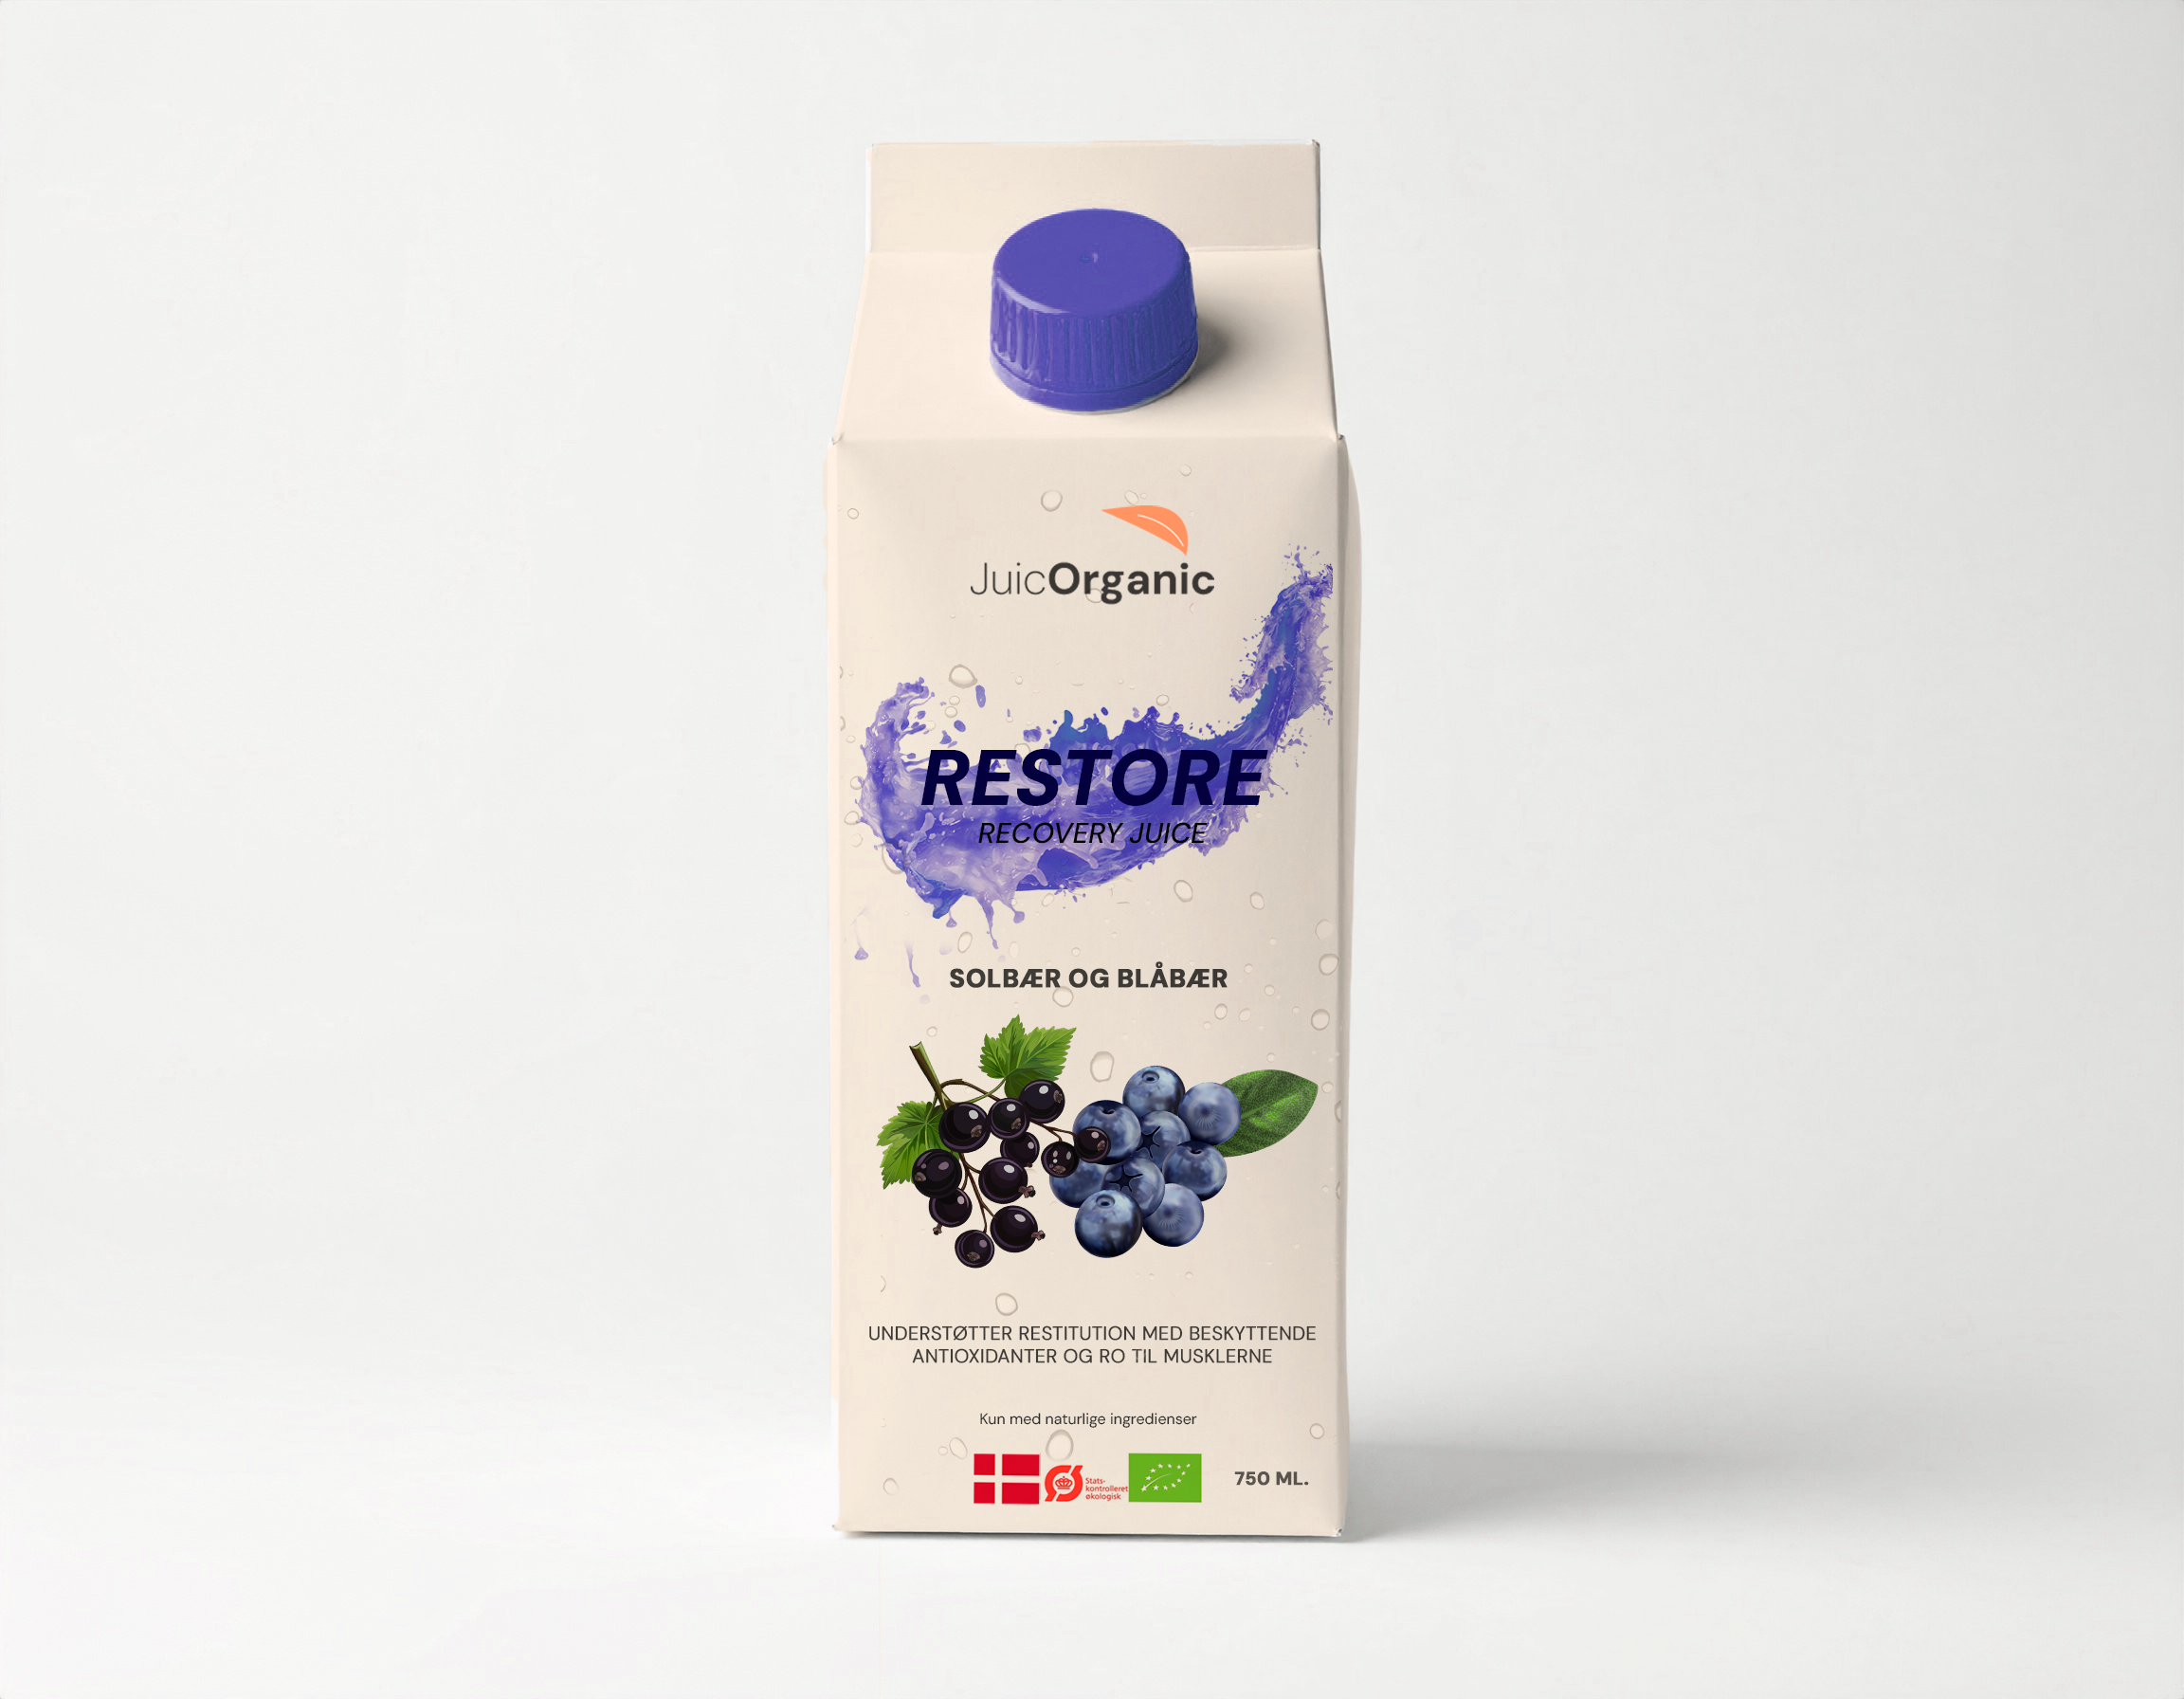 JuicOrganic
RESTORE
RECOVERY JUICE
SOLBÆR OG BLÅBÆR
UNDERSTØTTER RESTITUTION MED BESKYTTENDE
ANTIOXIDANTER OG RO TIL MUSKLERNE
Kun med naturlige ingredienser
Ø
Stats-
kontrolleret
økologisk
750 ML.